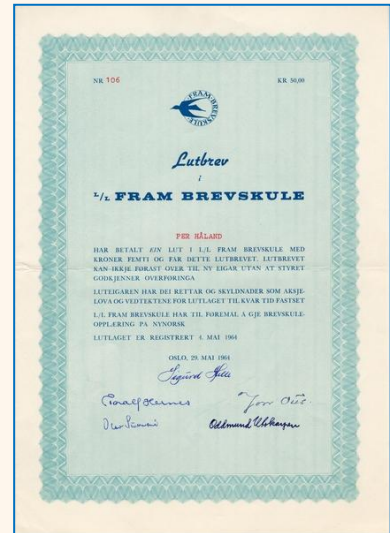 NR 106 KR 50,00
FRAM BREVSKULE
Lutbrev
i
L/L FRAM BREVSKULE
PER HÅLAND
HAR BETALT EIN LUT I L/L FRAM BREVSKULE MED
KRONER FEMTI OG FÅR DETTE LUTBREVET. LUTBREVET
KAN IKKJE FØRAST OVER TIL NY EIGAR UTAN AT STYRET
GODKJENNER OVERFØRINGA
LUTEIGAREN HAR DEI RETTAR OG SKYLDNADER SOM AKSJE-
LOVA OG VEDTEKTENE FOR LUTLAGET TIL KVAR TID FASTSET
L/L FRAM BREVSKULE HAR TIL FØREMÅL Å GJE BREVSKULE-
OPPLÆRING PÅ NYNORSK
LUTLAGET ER REGISTRERT 4. MAI 1964
OSLO, 29. MAI 1964
Sigurd
Oddmund